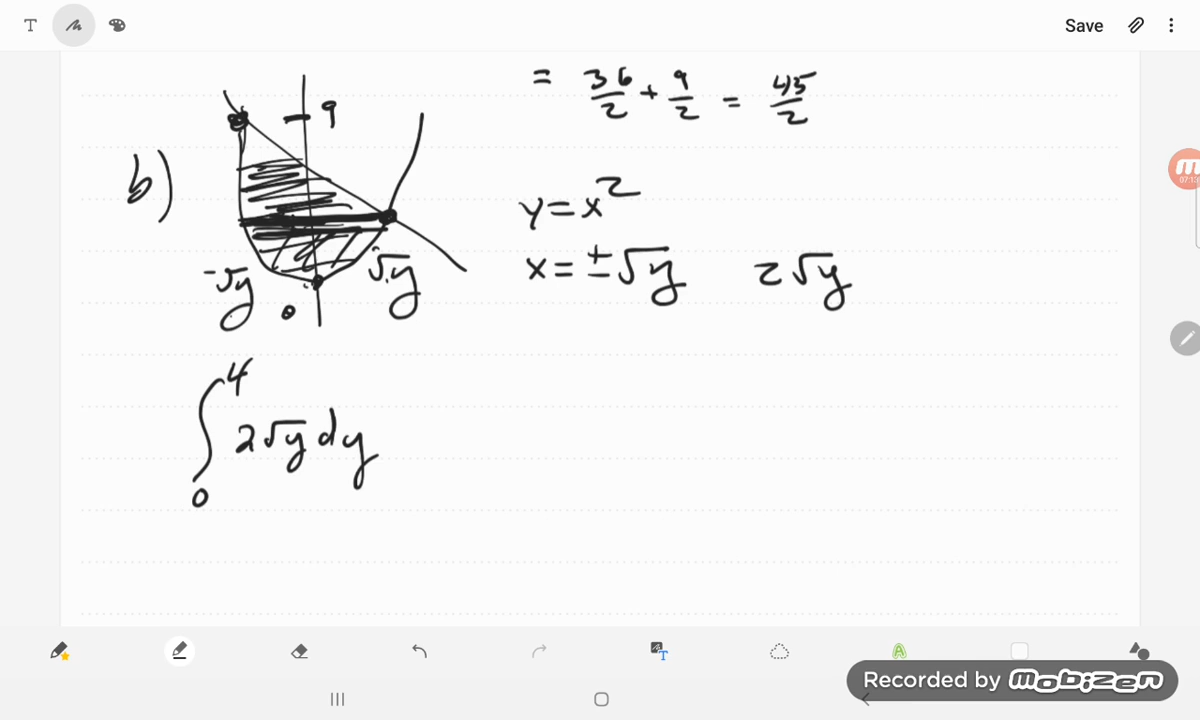 T Save
= 36/2 + 9/2 = 45/2
9
b)
y = x²
-√y √y x = ±√y 2√y
0
∫₀⁴ 2√y dy
A
T
Recorded by mobizen